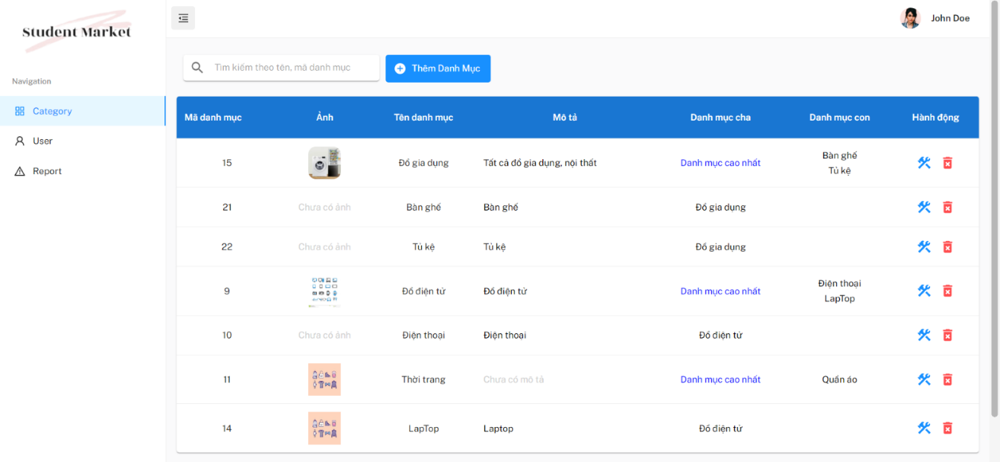 Student Market
John Doe
Navigation
Category
User
Report
Tìm kiếm theo tên, mã danh mục
Thêm Danh Mục
Mã danh mục Ảnh Tên danh mục Mô tả Danh mục cha Danh mục con Hành động
15 Đồ gia dụng Tất cả đồ gia dụng, nội thất Danh mục cao nhất Bàn ghế
Tủ kệ
21 Chưa có ảnh Bàn ghế Bàn ghế Đồ gia dụng
22 Chưa có ảnh Tủ kệ Tủ kệ Đồ gia dụng
9 Đồ điện tử Đồ điện tử Danh mục cao nhất Điện thoại
LapTop
10 Chưa có ảnh Điện thoại Điện thoại Đồ điện tử
11 Thời trang Chưa có mô tả Danh mục cao nhất Quần áo
14 LapTop Laptop Đồ điện tử